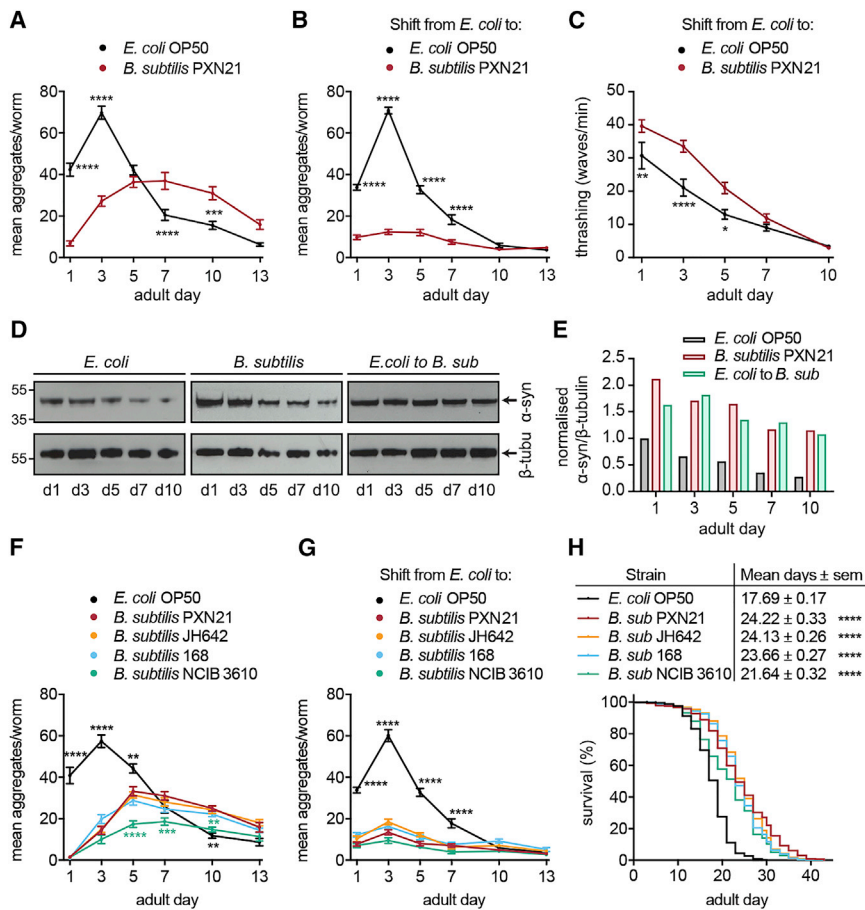 A
E. coli OP50
B. subtilis PXN21
mean aggregates/worm
80
60
40
20
0
****
****
****
***
1 3 5 7 10 13
adult day
B
Shift from E. coli to:
E. coli OP50
B. subtilis PXN21
mean aggregates/worm
80
60
40
20
0
****
****
****
****
1 3 5 7 10 13
adult day
C
Shift from E. coli to:
E. coli OP50
B. subtilis PXN21
thrashing (waves/min)
50
40
30
20
10
0
**
****
*
1 3 5 7 10
adult day
D
E. coli
B. subtilis
E.coli to B. sub
55
35
α-syn
55
β-tubu
d1 d3 d5 d7 d10
d1 d3 d5 d7 d10
d1 d3 d5 d7 d10
E
E. coli OP50
B. subtilis PXN21
E. coli to B. sub
normalised
α-syn/β-tubulin
2.5
2.0
1.5
1.0
0.5
0.0
1 3 5 7 10
adult day
F
E. coli OP50
B. subtilis PXN21
B. subtilis JH642
B. subtilis 168
B. subtilis NCIB 3610
mean aggregates/worm
80
60
40
20
0
****
****
**
****
***
**
**
1 3 5 7 10 13
adult day
G
Shift from E. coli to:
E. coli OP50
B. subtilis PXN21
B. subtilis JH642
B. subtilis 168
B. subtilis NCIB 3610
mean aggregates/worm
80
60
40
20
0
****
****
****
****
1 3 5 7 10 13
adult day
H
Strain Mean days ± sem
E. coli OP50 17.69 ± 0.17
B. sub PXN21 24.22 ± 0.33 ****
B. sub JH642 24.13 ± 0.26 ****
B. sub 168 23.66 ± 0.27 ****
B. sub NCIB 3610 21.64 ± 0.32 ****
survival (%)
100
80
60
40
20
0
0 10 20 30 40
adult day